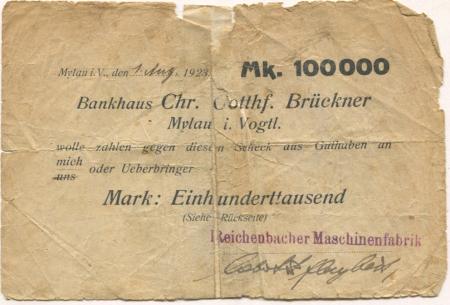 Mylau i. V., den 1. Aug. 1923.
Mk. 100000
Bankhaus Chr. Gotthf. Brückner
Mylau i. Vogtl.
wolle zahlen gegen diesen Scheck aus Guthaben an
mich
uns oder Ueberbringer
Mark: Einhunderttausend
(Siehe Rückseite)
Reichenbacher Maschinenfabrik